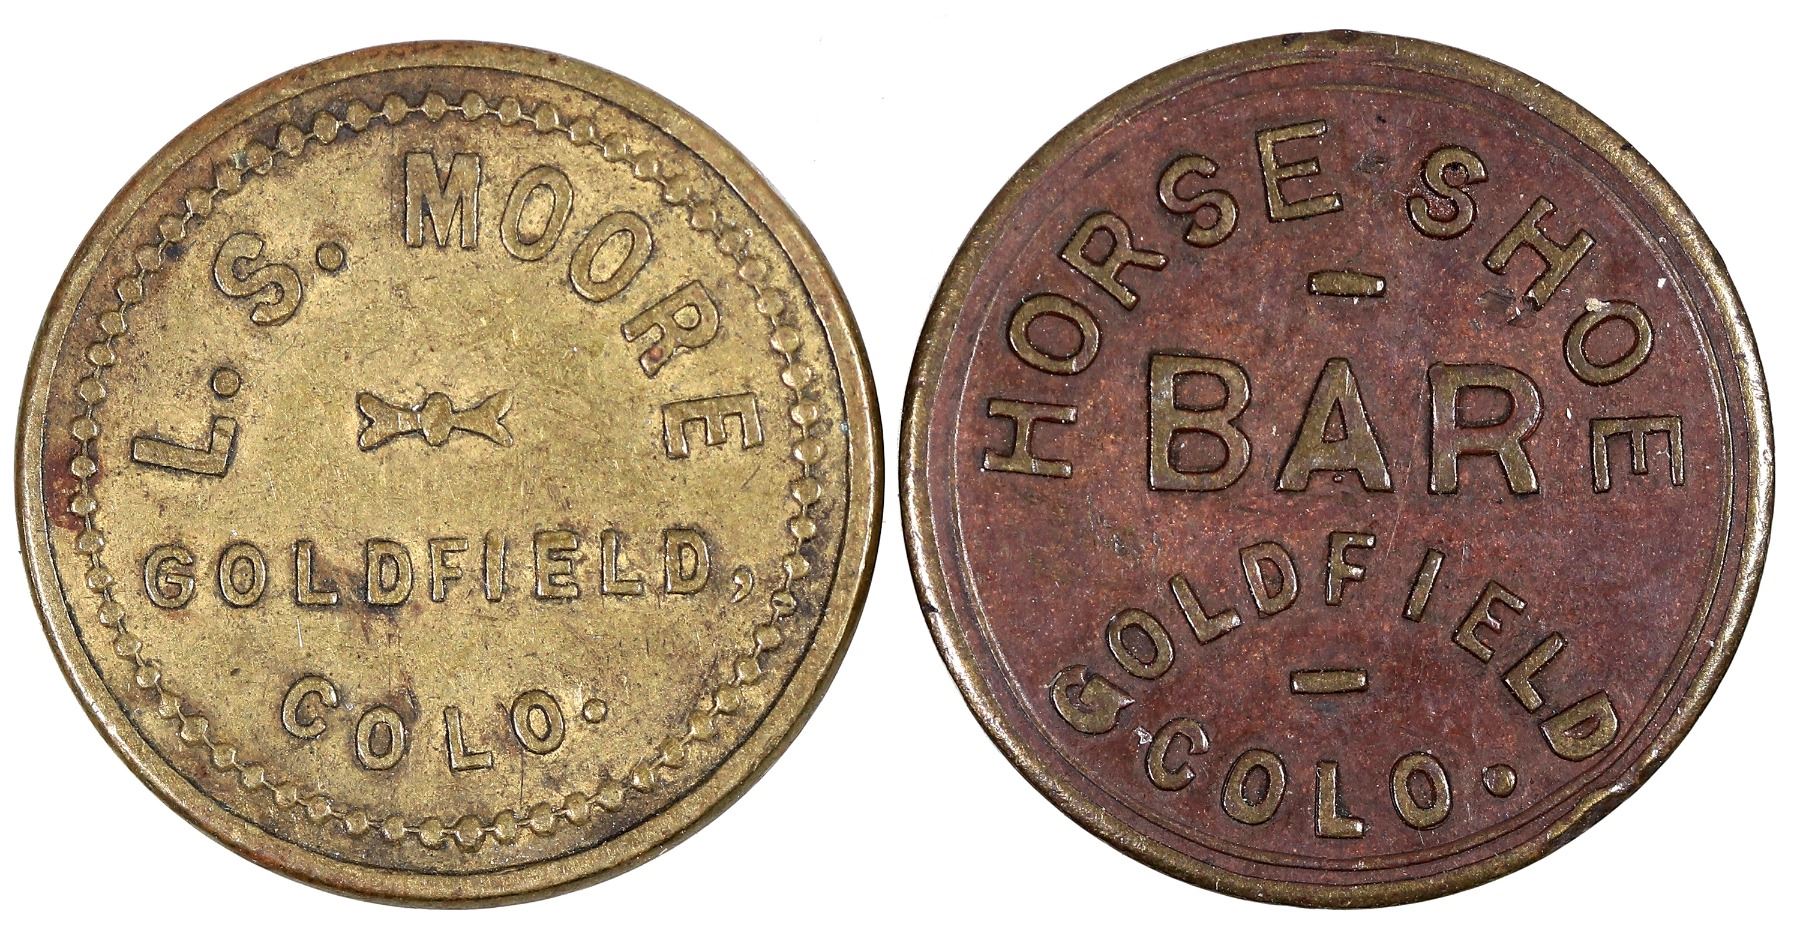 L. S. MOORE
GOLDFIELD,
COLO.
HORSE SHOE
BAR
GOLDFIELD
COLO.